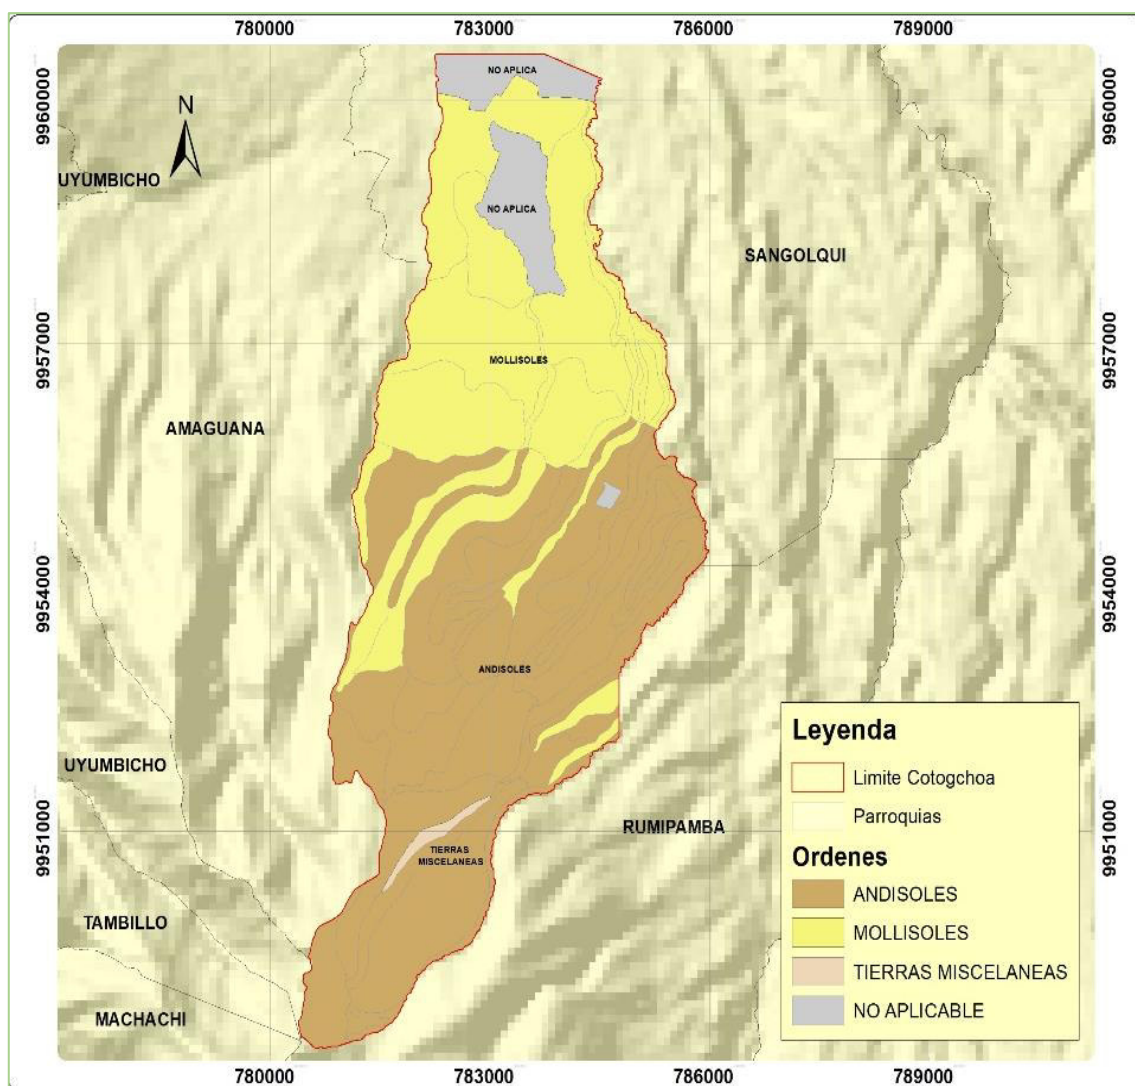 780000
783000
786000
789000
9960000
9960000
N
NO APLICA
UYUMBICHO
NO APLICA
SANGOLQUI
9957000
9957000
MOLLISOLES
AMAGUANA
9954000
9954000
ANDISOLES
UYUMBICHO
RUMIPAMBA
9951000
9951000
TIERRAS
MISCELANEAS
TAMBILLO
MACHACHI
Leyenda
Limite Cotogchoa
Parroquias
Ordenes
ANDISOLES
MOLLISOLES
TIERRAS MISCELANEAS
NO APLICABLE
780000
783000
786000
789000